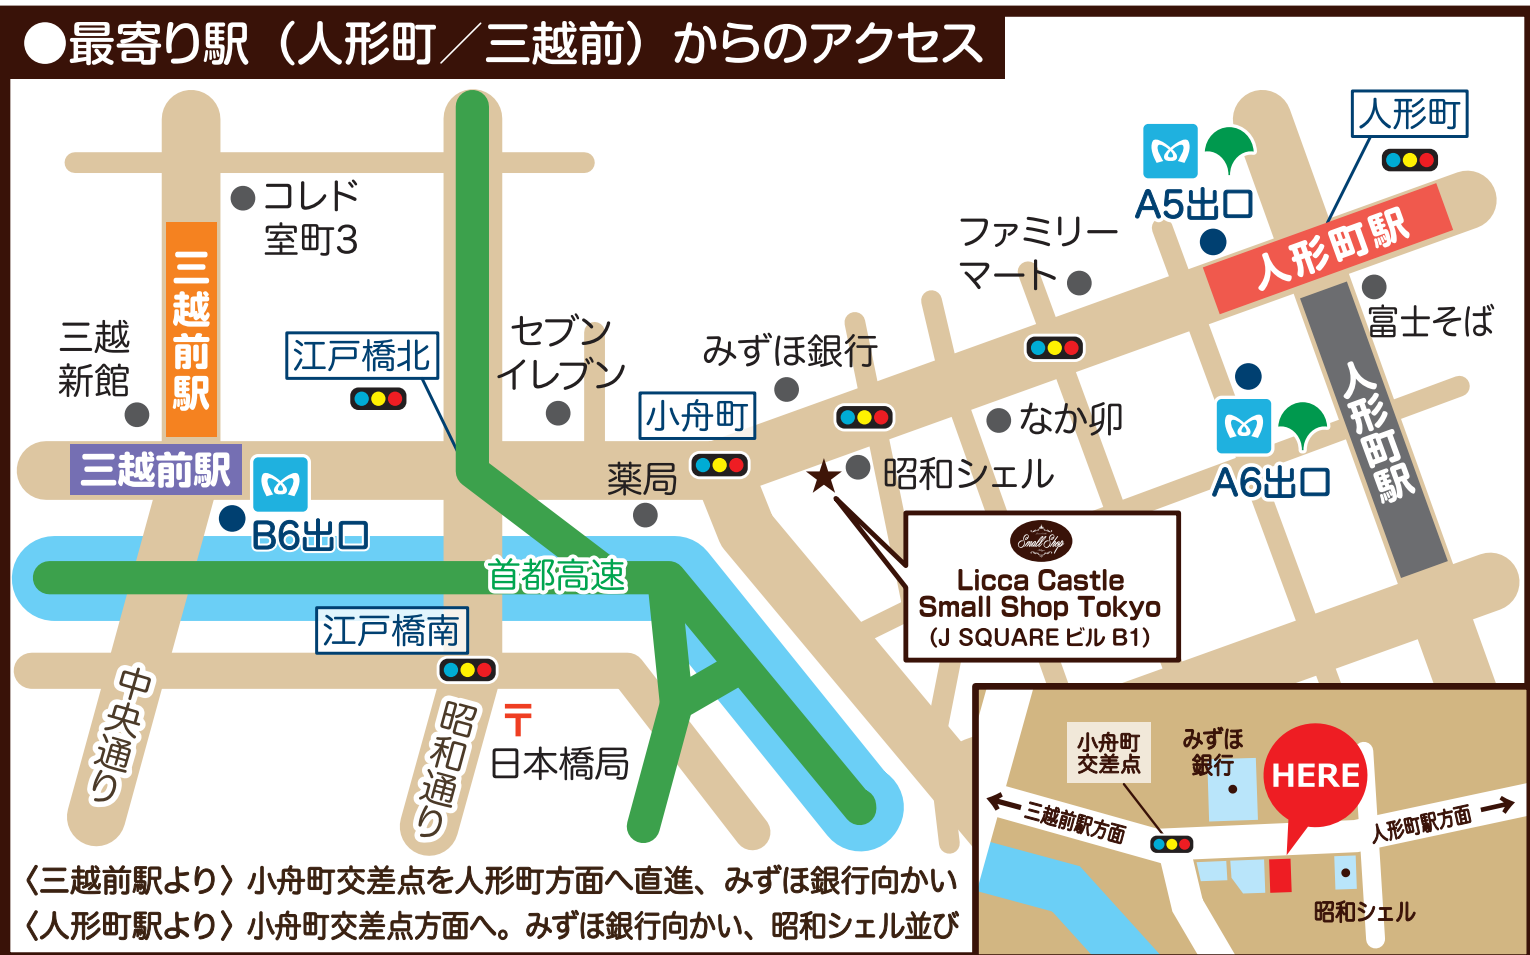 ●最寄り駅（人形町／三越前）からのアクセス
人形町
A5出口
人形町駅
コレド
室町3
ファミリー
マート
三越前駅
富士そば
三越
新館
江戸橋北
セブン
イレブン
みずほ銀行
小舟町
なか卯
人形町駅
A6出口
三越前駅
薬局
昭和シェル
B6出口
Small Shop
Licca Castle
Small Shop Tokyo
（J SQUARE ビル B1）
首都高速
江戸橋南
中央通り
昭和通り
〒
日本橋局
小舟町
交差点
みずほ
銀行
HERE
←三越前駅方面
人形町駅方面→
昭和シェル
〈三越前駅より〉小舟町交差点を人形町方面へ直進、みずほ銀行向かい
〈人形町駅より〉小舟町交差点方面へ。みずほ銀行向かい、昭和シェル並び